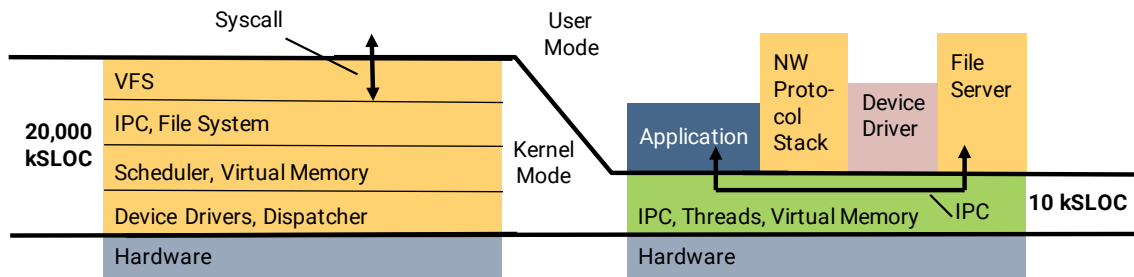 Syscall
User
Mode
VFS
IPC, File System
20,000
kSLOC
Scheduler, Virtual Memory
Device Drivers, Dispatcher
Hardware
Kernel
Mode
Application
NW
Proto-
col
Stack
Device
Driver
File
Server
IPC, Threads, Virtual Memory
IPC
10 kSLOC
Hardware